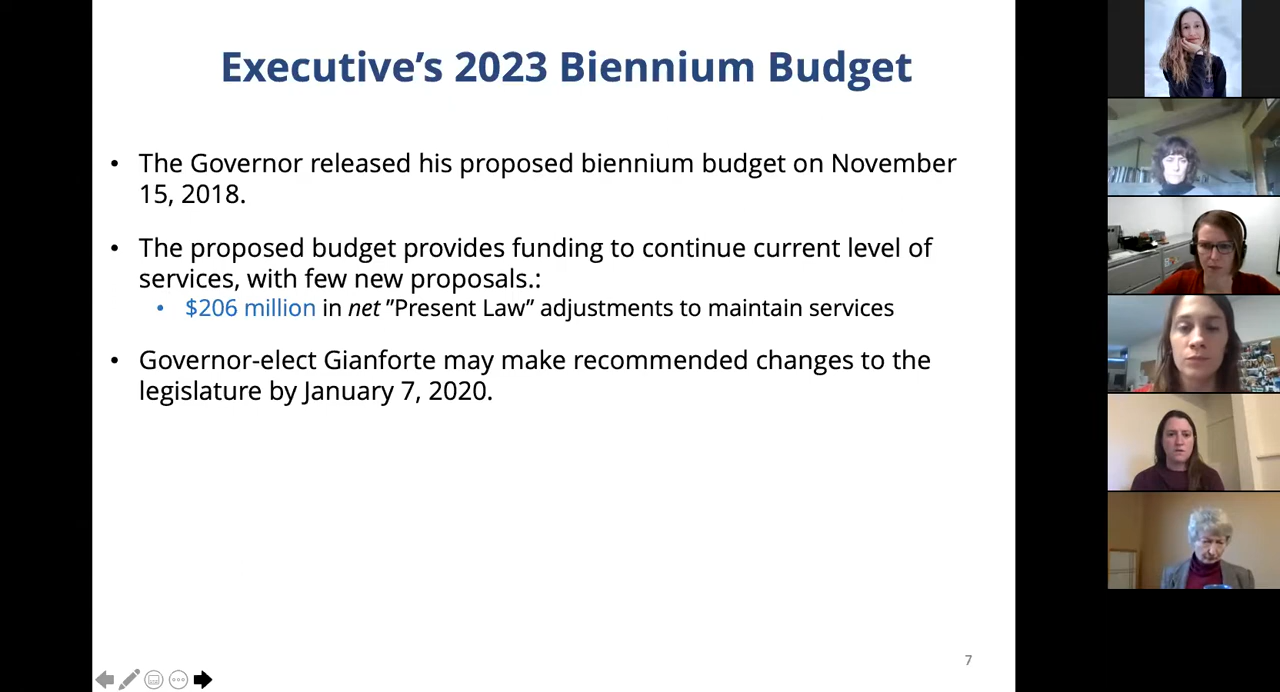 Executive’s 2023 Biennium Budget
• The Governor released his proposed biennium budget on November
15, 2018.
• The proposed budget provides funding to continue current level of
services, with few new proposals.:
• $206 million in net ”Present Law” adjustments to maintain services
• Governor-elect Gianforte may make recommended changes to the
legislature by January 7, 2020.
7